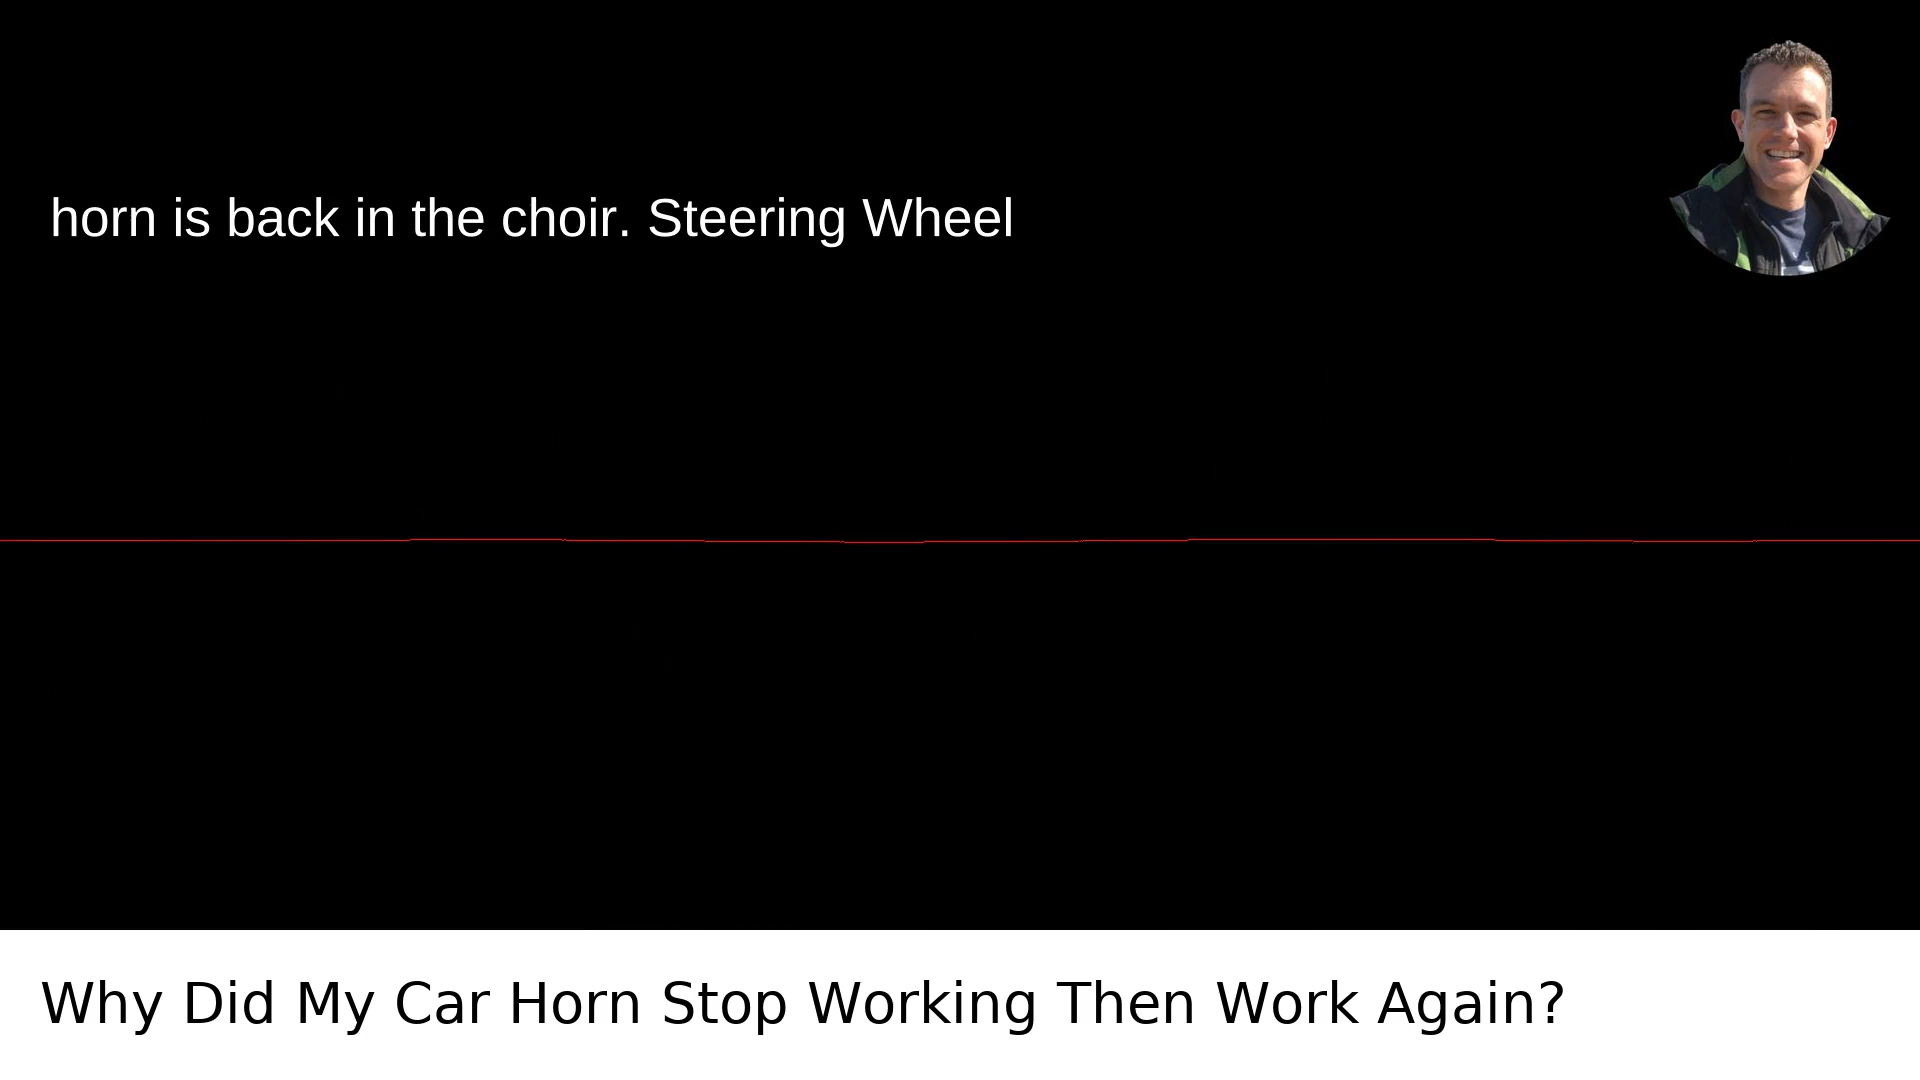 horn is back in the choir. Steering Wheel
Why Did My Car Horn Stop Working Then Work Again?